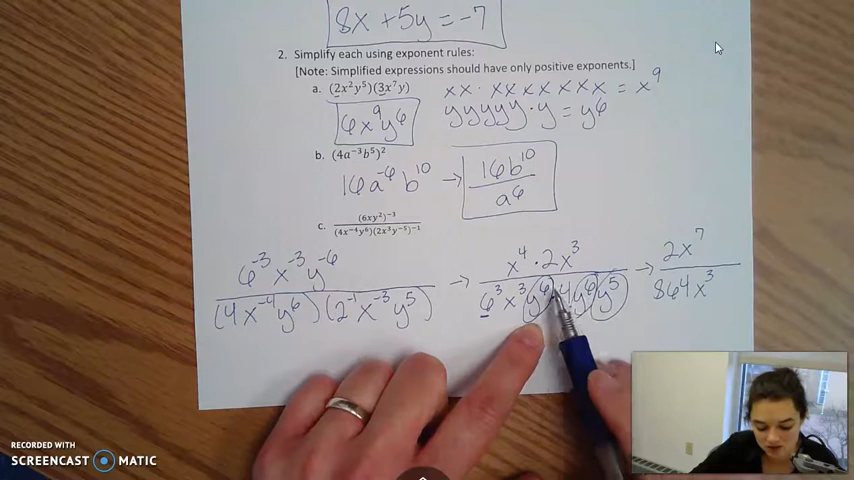 8x + 5y = -7
2. Simplify each using exponent rules:
[Note: Simplified expressions should have only positive exponents.]
a. (2x²y⁵)(3x⁷y) xx · xxxxxxx = x⁹
6x⁹y⁶ yyyyy · y = y⁶
b. (4a⁻³b⁵)²
16a⁻⁶b¹⁰ → 16b¹⁰/a⁶
c. (6xy²)⁻³/(4x⁻⁴y⁶)(2x³y⁻⁵)⁻¹
6⁻³x⁻³y⁻⁶/(4x⁻⁴y⁶)(2⁻¹x⁻³y⁵) → x⁴ · 2x³/6³x³y⁶ · 4y⁶y⁵ → 2x⁷/864x³
RECORDED WITH
SCREENCAST MATIC